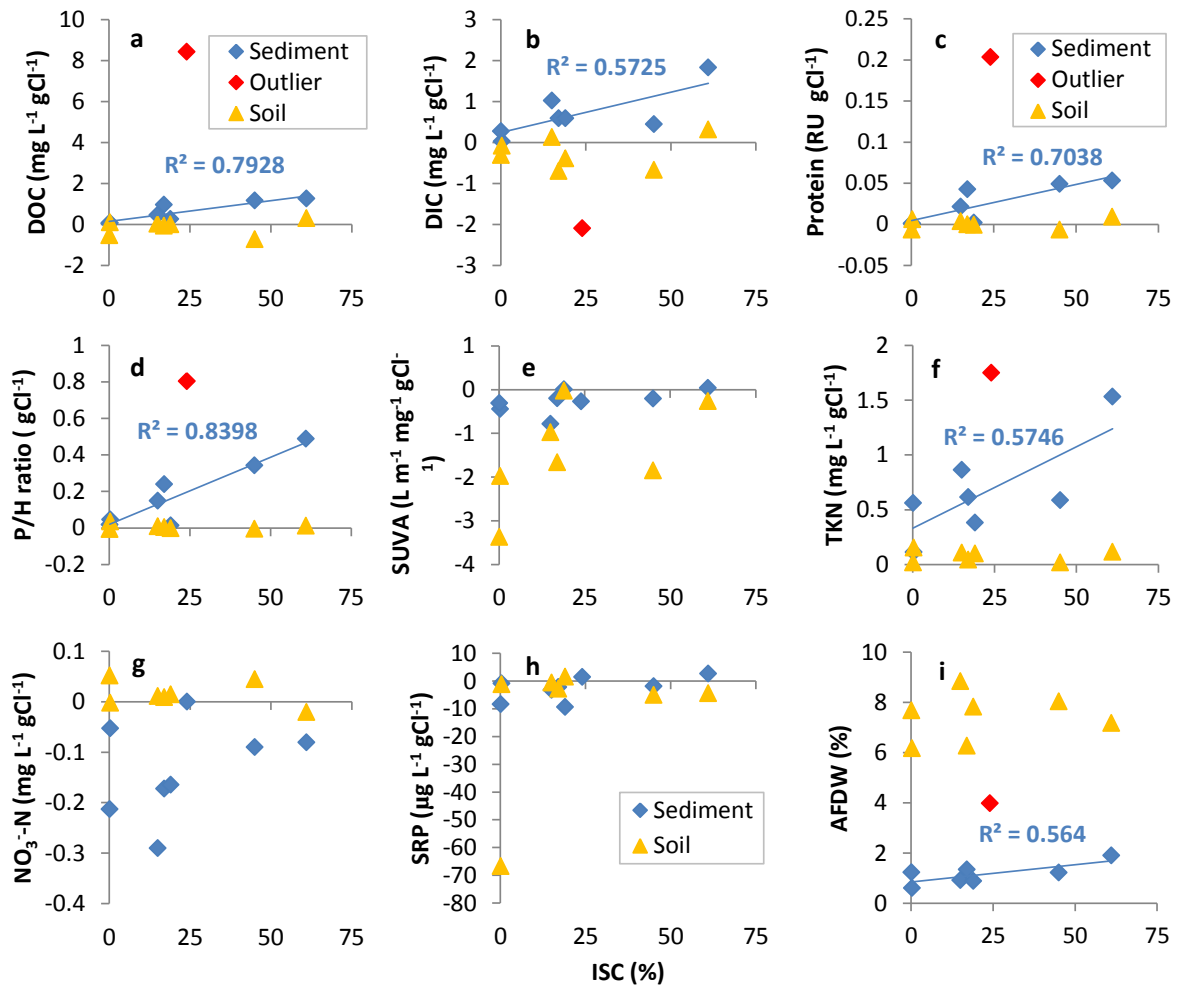 a
DOC (mg L⁻¹ gCl⁻¹)
10
8
6
4
2
0
-2
Sediment
Outlier
Soil
R² = 0.7928
0 25 50 75
b
DIC (mg L⁻¹ gCl⁻¹)
3
2
1
0
-1
-2
-3
R² = 0.5725
0 25 50 75
c
Protein (RU gCl⁻¹)
0.25
0.2
0.15
0.1
0.05
0
-0.05
Sediment
Outlier
Soil
R² = 0.7038
0 25 50 75
d
P/H ratio ( gCl⁻¹)
1
0.8
0.6
0.4
0.2
0
-0.2
R² = 0.8398
0 25 50 75
e
SUVA (L m⁻¹ mg⁻¹ gCl⁻
¹)
1
0
-1
-2
-3
-4
0 25 50 75
f
TKN (mg L⁻¹ gCl⁻¹)
2
1.5
1
0.5
0
R² = 0.5746
0 25 50 75
g
NO₃⁻-N (mg L⁻¹ gCl⁻¹)
0.1
0
-0.1
-0.2
-0.3
-0.4
0 25 50 75
h
SRP (µg L⁻¹ gCl⁻¹)
10
0
-10
-20
-30
-40
-50
-60
-70
-80
Sediment
Soil
0 25 50 75
ISC (%)
i
AFDW (%)
10
8
6
4
2
0
R² = 0.564
0 25 50 75